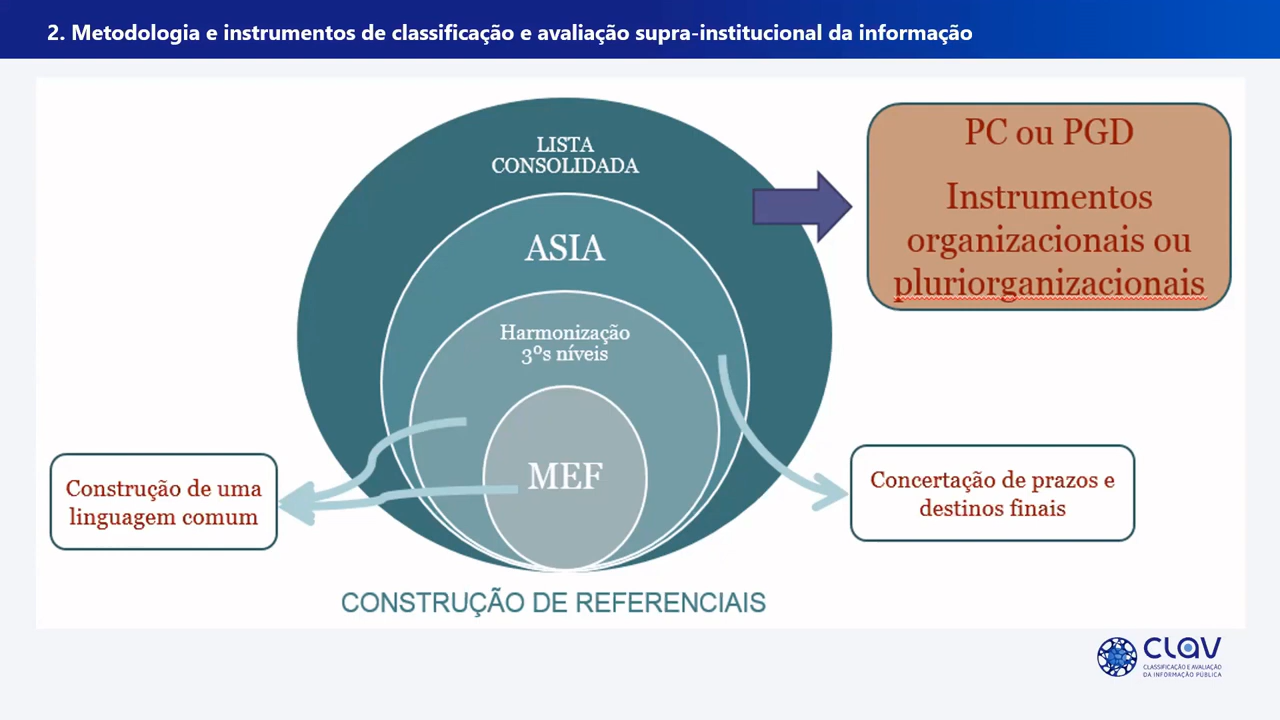 2. Metodologia e instrumentos de classificação e avaliação supra-institucional da informação
LISTA
CONSOLIDADA
ASIA
Harmonização
3ºs níveis
MEF
PC ou PGD
Instrumentos
organizacionais ou
pluriorganizacionais
Construção de uma
linguagem comum
Concertação de prazos e
destinos finais
CONSTRUÇÃO DE REFERENCIAIS
CLAV
CLASSIFICAÇÃO E AVALIAÇÃO
DA INFORMAÇÃO PÚBLICA